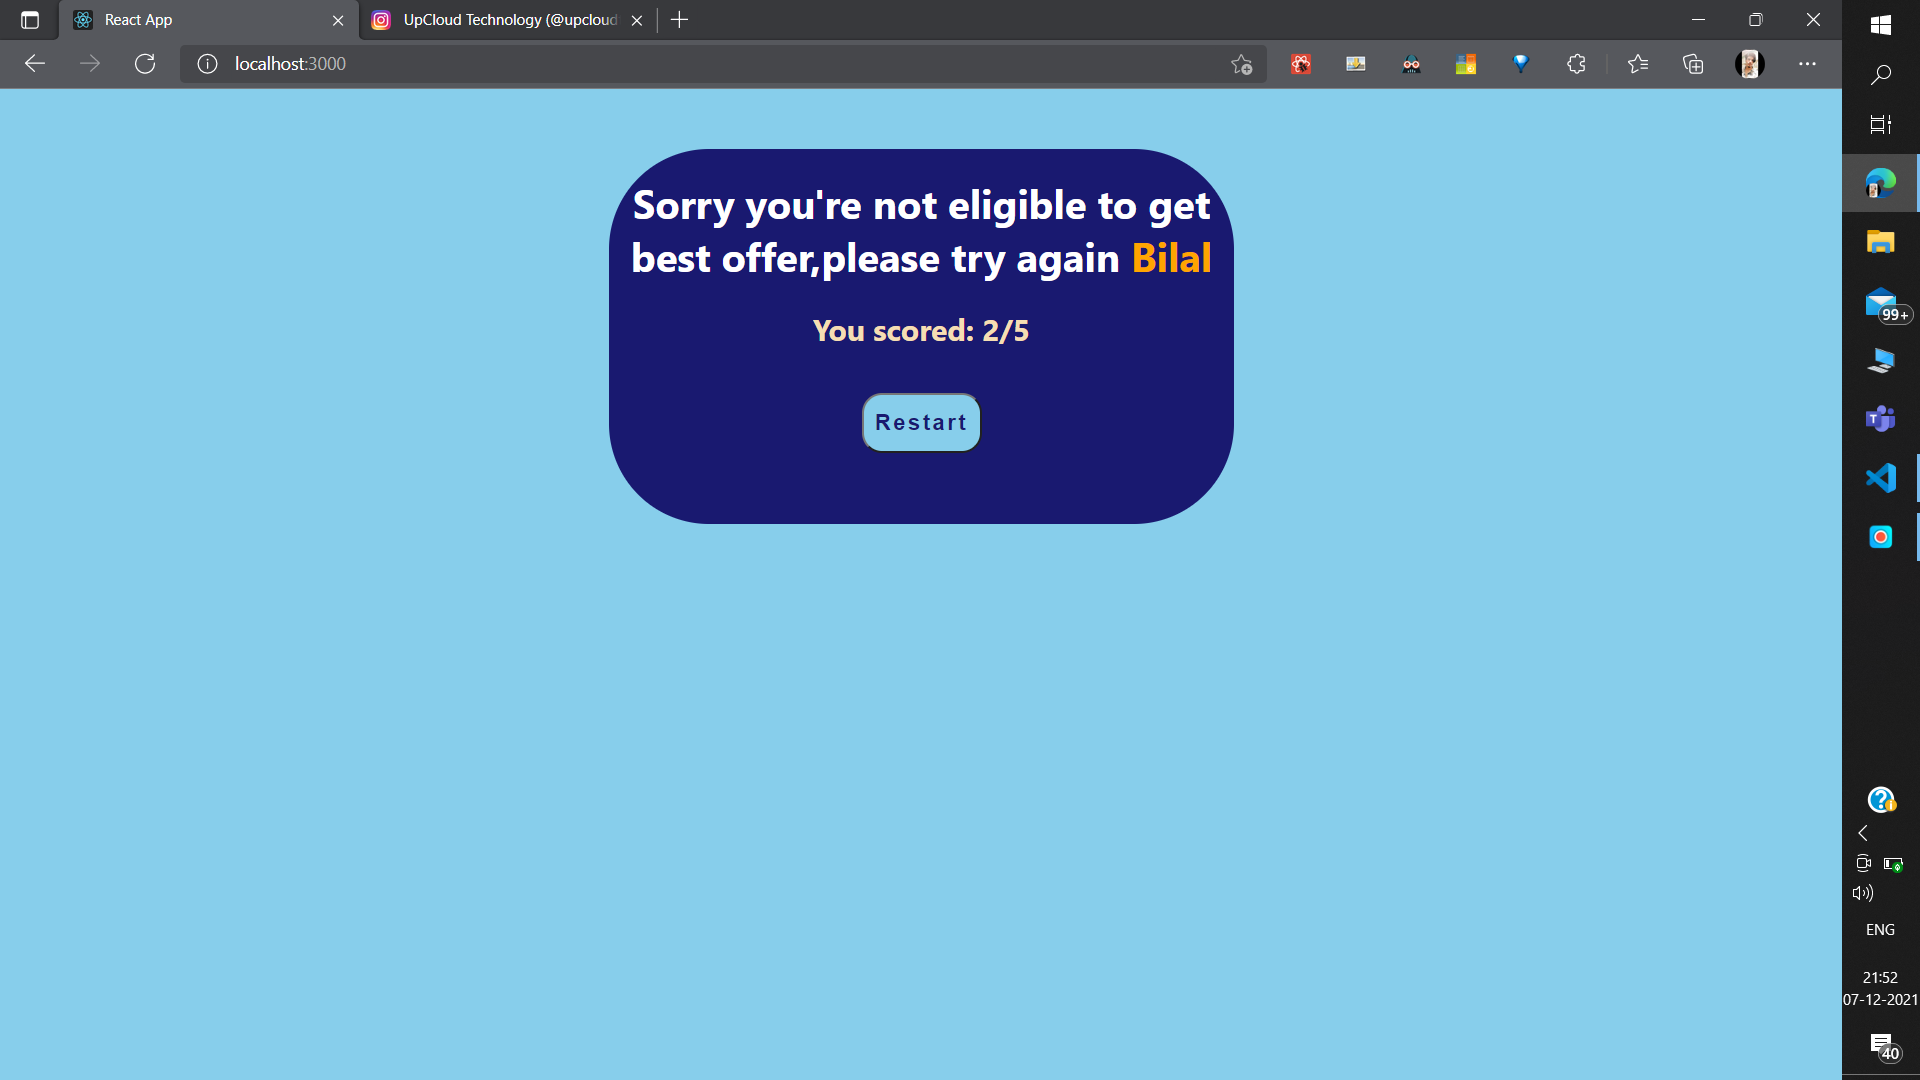 React App
UpCloud Technology (@upcloud
localhost:3000
Sorry you're not eligible to get
best offer,please try again Bilal
You scored: 2/5
Restart
99+
ENG
21:52
07-12-2021
40